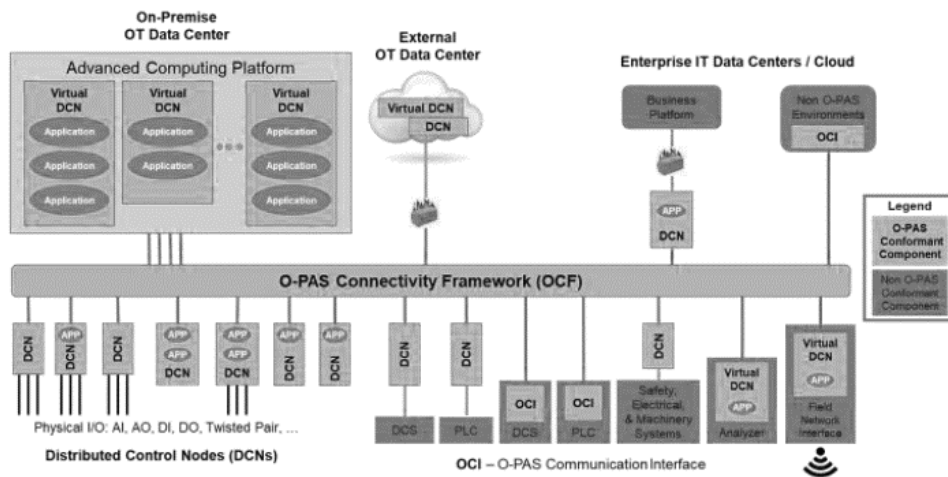 On-Premise
OT Data Center
Advanced Computing Platform
Virtual
DCN
Application
Application
Application
Virtual
DCN
Application
Application
Virtual
DCN
Application
Application
Application
External
OT Data Center
Virtual DCN
DCN
Enterprise IT Data Centers / Cloud
Business
Platform
APP
DCN
Non O-PAS
Environments
OCI
Legend
O-PAS
Conformant
Component
Non O-PAS
Conformant
Component
O-PAS Connectivity Framework (OCF)
DCN
APP
DCN
DCN
APP
APP
DCN
APP
APP
DCN
APP
DCN
APP
DCN
DCN
DCS
DCN
PLC
OCI
DCS
OCI
PLC
DCN
Safety,
Electrical,
& Machinery
Systems
Virtual
DCN
APP
Analyzer
Virtual
DCN
APP
Field
Network
Interface
Physical I/O: AI, AO, DI, DO, Twisted Pair, ...
Distributed Control Nodes (DCNs)
OCI – O-PAS Communication Interface